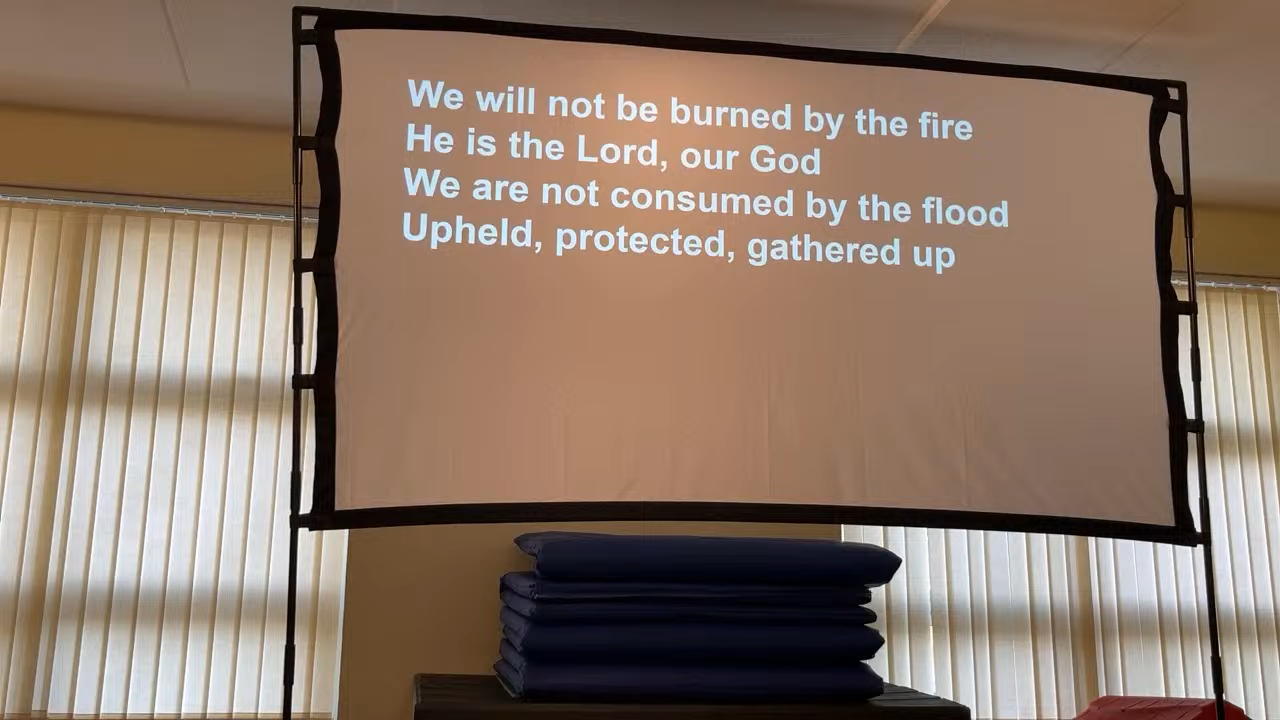 We will not be burned by the fire
He is the Lord, our God
We are not consumed by the flood
Upheld, protected, gathered up